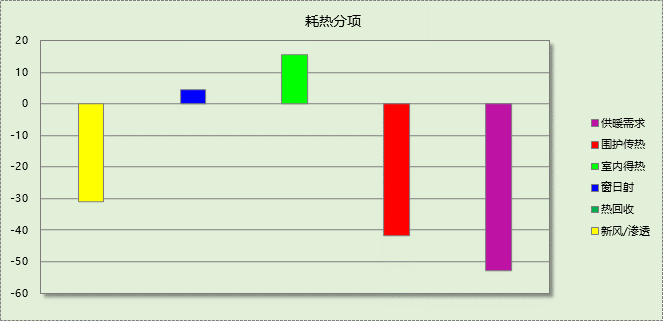 耗热分项
20
10
0
-10
-20
-30
-40
-50
-60
供暖需求
围护传热
室内得热
窗日射
热回收
新风/渗透